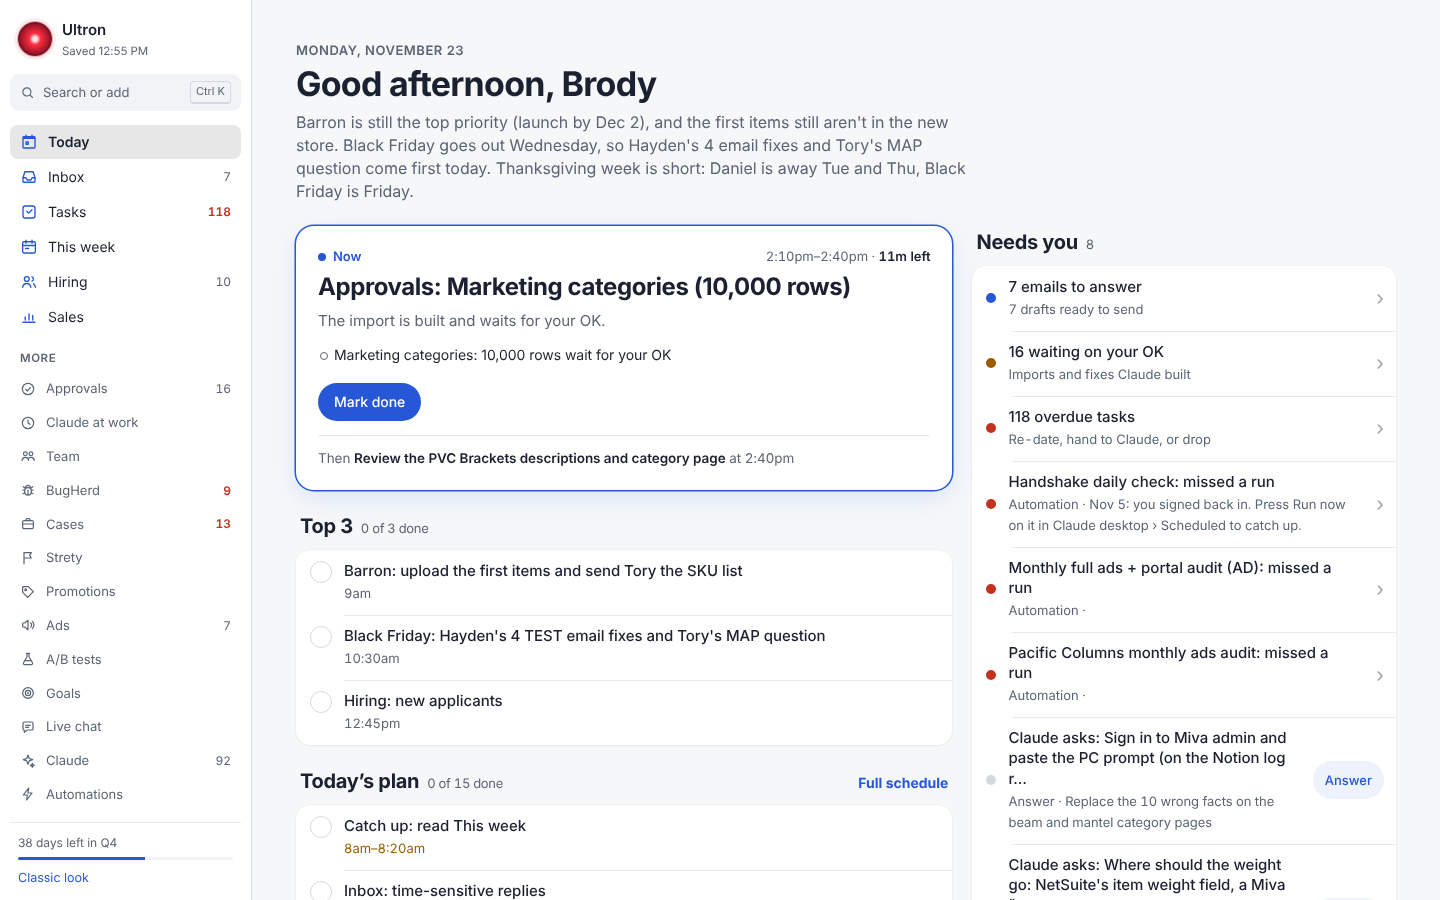 Ultron
Saved 12:55 PM
Search or add
Ctrl K
Today
Inbox
7
Tasks
118
This week
Hiring
10
Sales
MORE
Approvals
16
Claude at work
Team
BugHerd
9
Cases
13
Strety
Promotions
Ads
7
A/B tests
Goals
Live chat
Claude
92
Automations
38 days left in Q4
Classic look
MONDAY, NOVEMBER 23
Good afternoon, Brody
Barron is still the top priority (launch by Dec 2), and the first items still aren't in the new
store. Black Friday goes out Wednesday, so Hayden's 4 email fixes and Tory's MAP
question come first today. Thanksgiving week is short: Daniel is away Tue and Thu, Black
Friday is Friday.
Now
2:10pm–2:40pm · 11m left
Approvals: Marketing categories (10,000 rows)
The import is built and waits for your OK.
Marketing categories: 10,000 rows wait for your OK
Mark done
Then Review the PVC Brackets descriptions and category page at 2:40pm
Top 3 0 of 3 done
Barron: upload the first items and send Tory the SKU list
9am
Black Friday: Hayden's 4 TEST email fixes and Tory's MAP question
10:30am
Hiring: new applicants
12:45pm
Today’s plan 0 of 15 done
Full schedule
Catch up: read This week
8am–8:20am
Inbox: time-sensitive replies
Needs you 8
7 emails to answer
7 drafts ready to send
16 waiting on your OK
Imports and fixes Claude built
118 overdue tasks
Re-date, hand to Claude, or drop
Handshake daily check: missed a run
Automation · Nov 5: you signed back in. Press Run now
on it in Claude desktop › Scheduled to catch up.
Monthly full ads + portal audit (AD): missed a
run
Automation ·
Pacific Columns monthly ads audit: missed a
run
Automation ·
Claude asks: Sign in to Miva admin and
paste the PC prompt (on the Notion log
r...
Answer · Replace the 10 wrong facts on the
beam and mantel category pages
Answer
Claude asks: Where should the weight
go: NetSuite's item weight field, a Miva